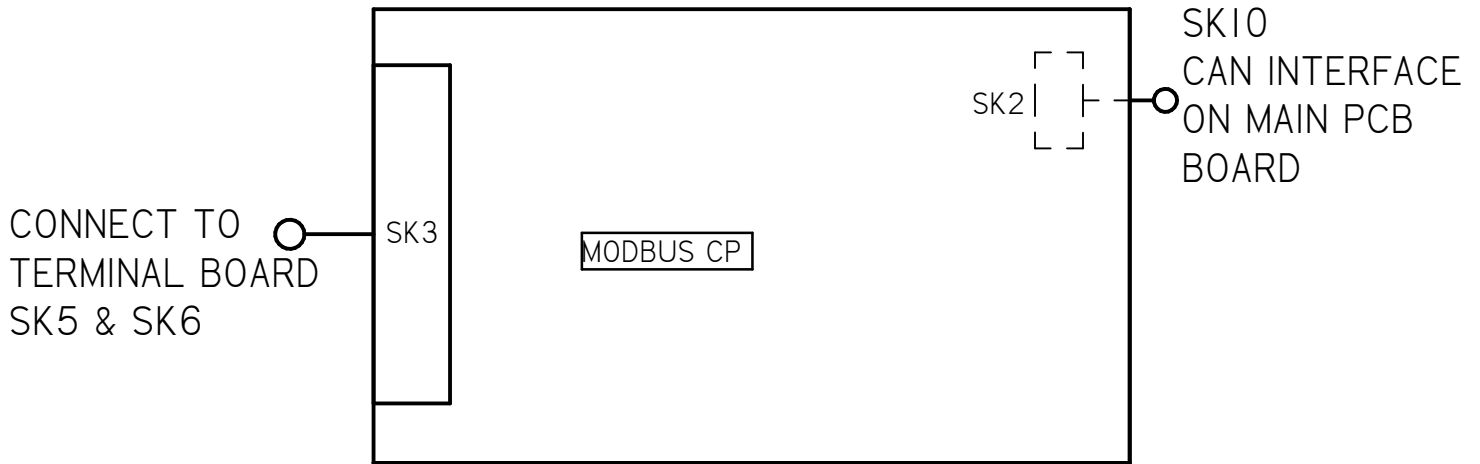 SK10
CAN INTERFACE
ON MAIN PCB
BOARD
SK2
CONNECT TO
TERMINAL BOARD
SK5 & SK6
SK3
MODBUS CP